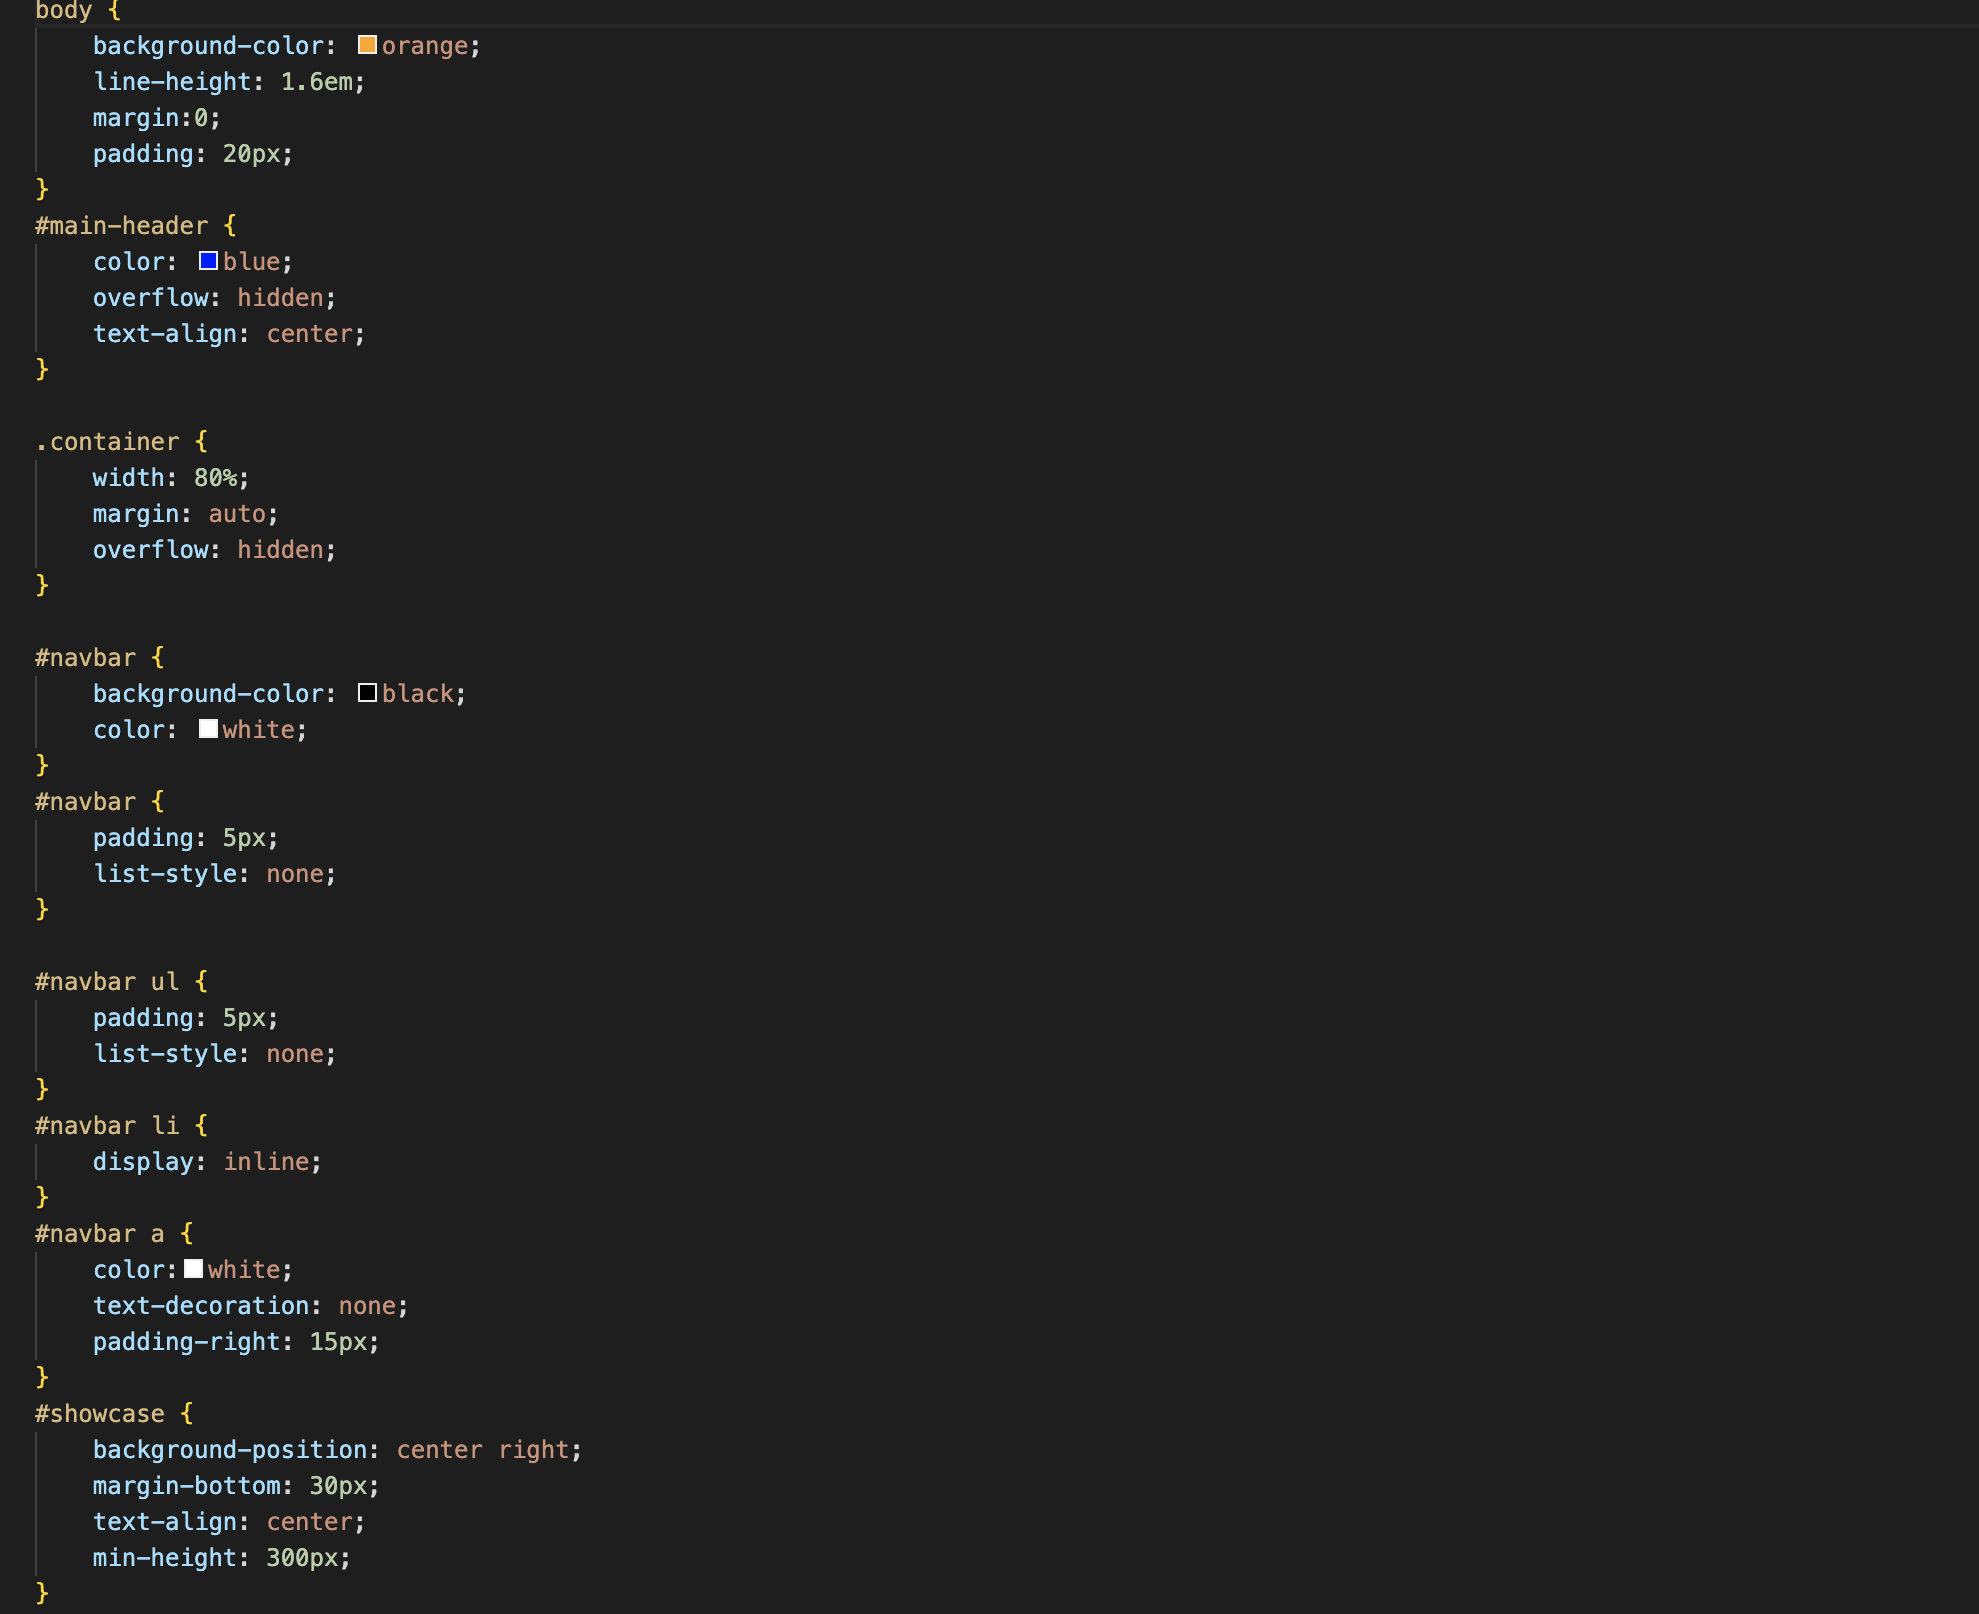 body {
    background-color: orange;
    line-height: 1.6em;
    margin:0;
    padding: 20px;
}
#main-header {
    color: blue;
    overflow: hidden;
    text-align: center;
}

.container {
    width: 80%;
    margin: auto;
    overflow: hidden;
}

#navbar {
    background-color: black;
    color: white;
}
#navbar {
    padding: 5px;
    list-style: none;
}

#navbar ul {
    padding: 5px;
    list-style: none;
}
#navbar li {
    display: inline;
}
#navbar a {
    color:white;
    text-decoration: none;
    padding-right: 15px;
}
#showcase {
    background-position: center right;
    margin-bottom: 30px;
    text-align: center;
    min-height: 300px;
}